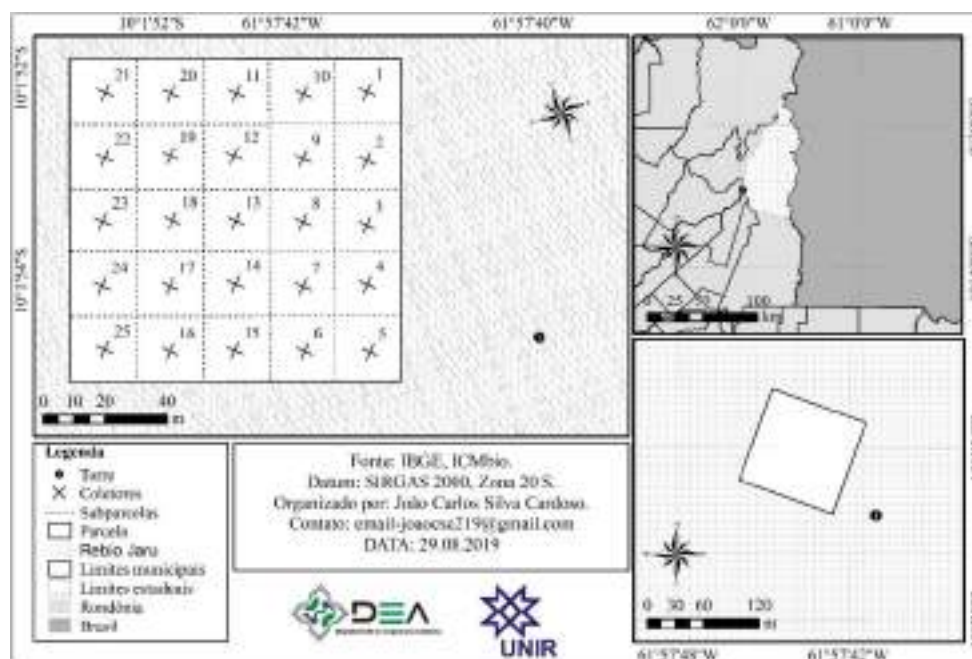 10°1'52"S 61°57'42"W 61°57'40"W
62°0'0"W 61°0'0"W
10°1'52"S
10°1'54"S
21 20 11 10 1
22 19 12 9 2
23 18 13 8 3
24 17 14 7 4
25 16 15 6 5
0 10 20 40
m
0 25 50 100
km
Legenda
Torre
Coletores
Subparcelas
Parcela
Rebio Jaru
Limites municipais
Limites estaduais
Rondônia
Brasil
Fonte: IBGE, ICMbio.
Datum: SIRGAS 2000, Zona 20 S.
Organizado por: João Carlos Silva Cardoso.
DATA: 29.08.2019
DEA
UNIR
0 30 60 120
m
61°57'48"W 61°57'42"W